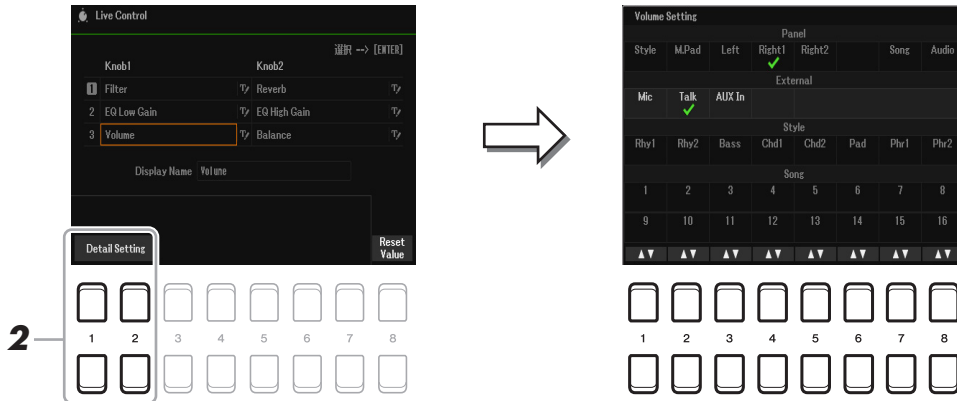 Live Control
選択 --> [ENTER]
Knob1 Knob2
1 Filter Reverb
2 EQ Low Gain EQ High Gain
3 Volume Balance
Display Name Volume
Detail Setting Reset Value
2
1 2 3 4 5 6 7 8
Volume Setting
Panel
Style M.Pad Left Right1 Right2 Song Audio
External
Mic Talk AUX In
Style
Rhy1 Rhy2 Bass Chd1 Chd2 Pad Phr1 Phr2
Song
1 2 3 4 5 6 7 8
9 10 11 12 13 14 15 16
▲▼ ▲▼ ▲▼ ▲▼ ▲▼ ▲▼ ▲▼ ▲▼
1 2 3 4 5 6 7 8